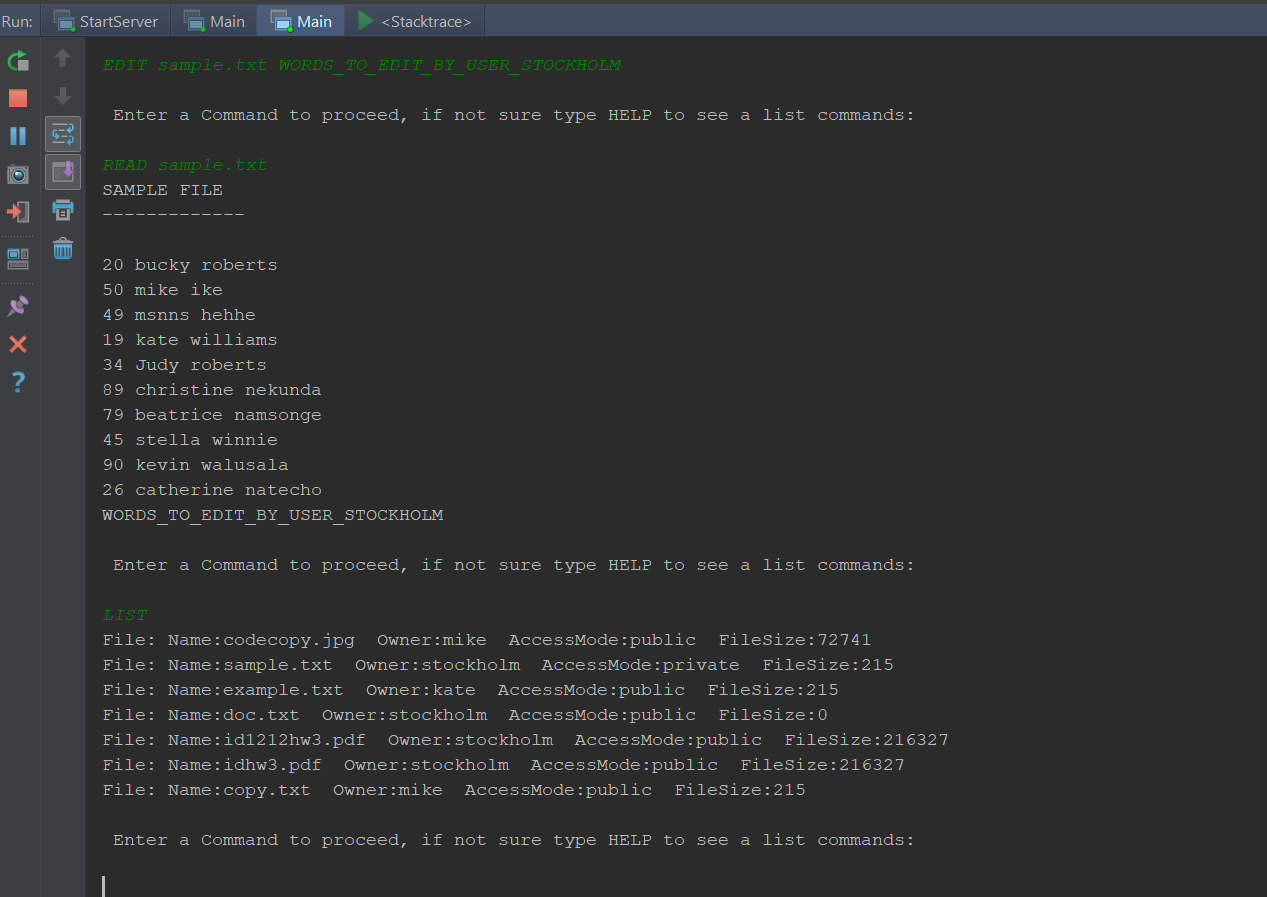 Run: StartServer Main Main <Stacktrace>
EDIT sample.txt WORDS_TO_EDIT_BY_USER_STOCKHOLM
Enter a Command to proceed, if not sure type HELP to see a list commands:
READ sample.txt
SAMPLE FILE
-------------
20 bucky roberts
50 mike ike
49 msnns hehhe
19 kate williams
34 Judy roberts
89 christine nekunda
79 beatrice namsonge
45 stella winnie
90 kevin walusala
26 catherine natecho
WORDS_TO_EDIT_BY_USER_STOCKHOLM
Enter a Command to proceed, if not sure type HELP to see a list commands:
LIST
File: Name:codecopy.jpg  Owner:mike  AccessMode:public  FileSize:72741
File: Name:sample.txt  Owner:stockholm  AccessMode:private  FileSize:215
File: Name:example.txt  Owner:kate  AccessMode:public  FileSize:215
File: Name:doc.txt  Owner:stockholm  AccessMode:public  FileSize:0
File: Name:id1212hw3.pdf  Owner:stockholm  AccessMode:public  FileSize:216327
File: Name:idhw3.pdf  Owner:stockholm  AccessMode:public  FileSize:216327
File: Name:copy.txt  Owner:mike  AccessMode:public  FileSize:215
Enter a Command to proceed, if not sure type HELP to see a list commands: